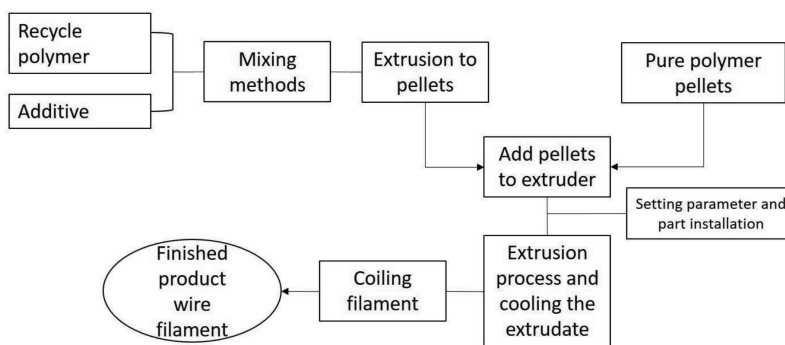 Recycle
polymer
Additive
Mixing
methods
Extrusion to
pellets
Pure polymer
pellets
Add pellets
to extruder
Setting parameter and
part installation
Extrusion
process and
cooling the
extrudate
Coiling
filament
Finished
product
wire
filament